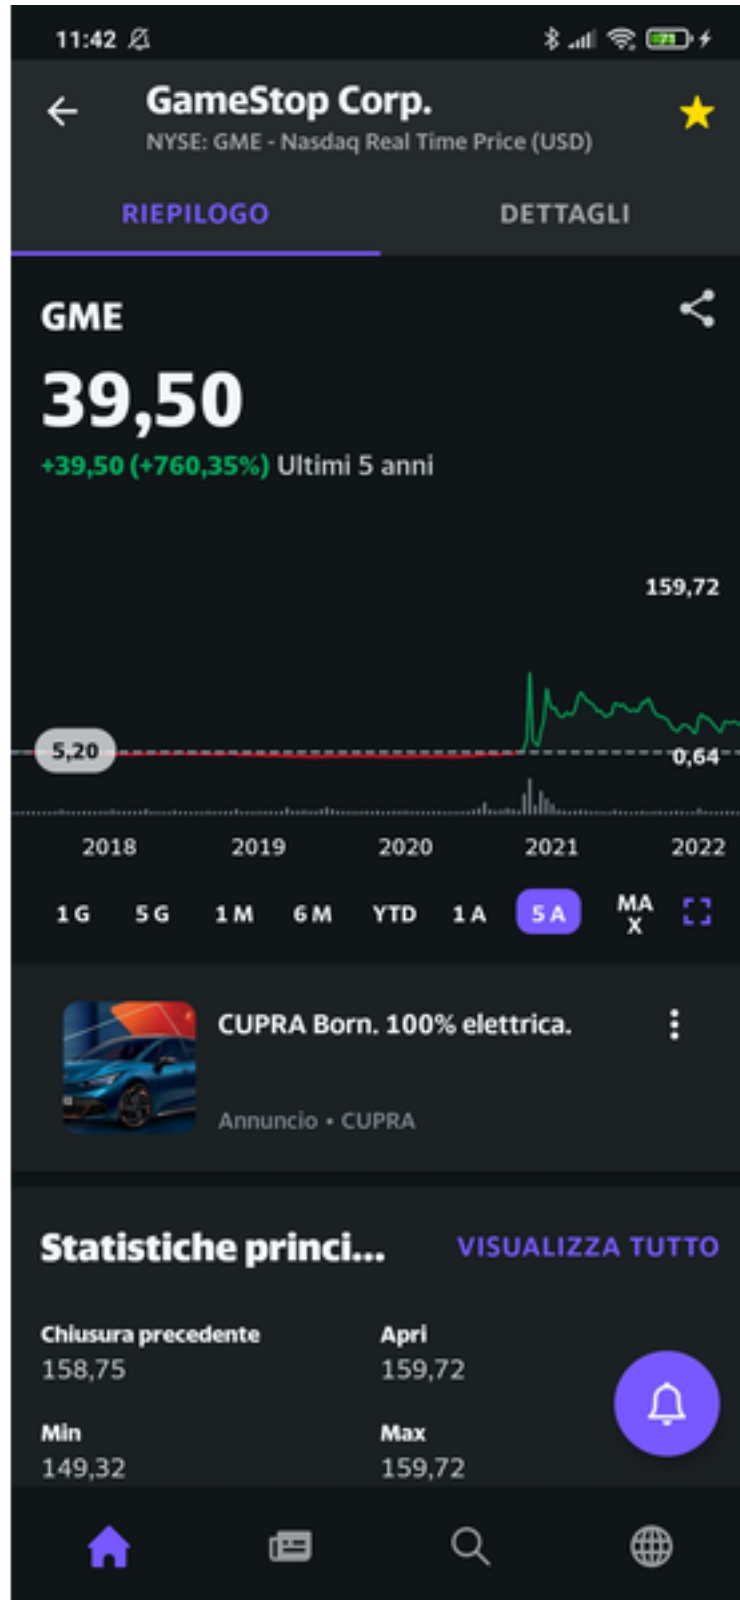 11:42
71
GameStop Corp.
NYSE: GME - Nasdaq Real Time Price (USD)
RIEPILOGO DETTAGLI
GME
39,50
+39,50 (+760,35%) Ultimi 5 anni
159,72
5,20
0,64
2018 2019 2020 2021 2022
1 G 5 G 1 M 6 M YTD 1 A 5 A MA
X
CUPRA Born. 100% elettrica.
Annuncio • CUPRA
Statistiche princi... VISUALIZZA TUTTO
Chiusura precedente Apri
158,75 159,72
Min Max
149,32 159,72